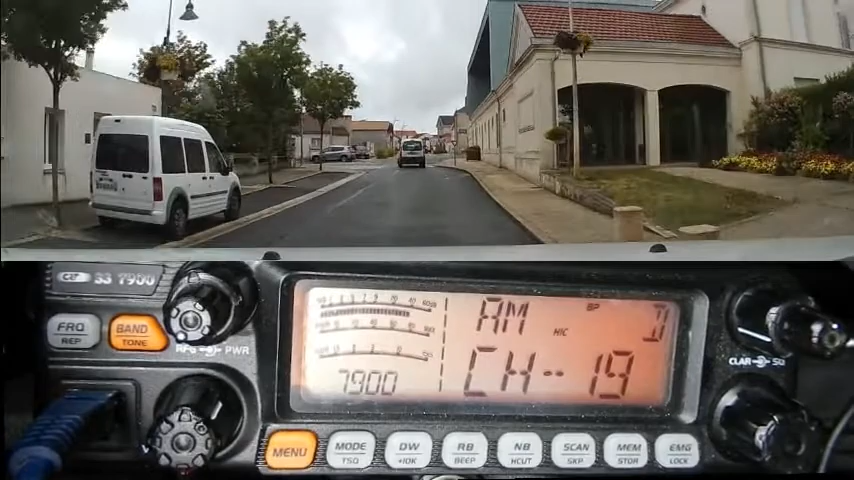 CRT SS 7900
FRQ
REP
BAND
TONE
RFG PWR
MENU
MODE
TSQ
DW
+10K
RB
BEEP
NB
HCUT
SCAN
SKP
MEM
STOR
EMG
LOCK
CLAR SQ
AM
HIC
BP
D
CH-19
7900